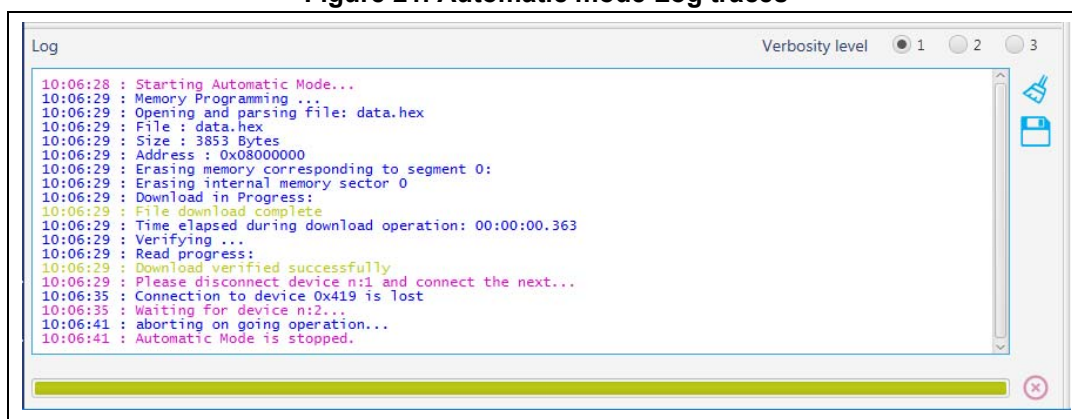 Figure 21. Automatic mode Log traces
Log Verbosity level 1 2 3
10:06:28 : Starting Automatic Mode...
10:06:29 : Memory Programming ...
10:06:29 : Opening and parsing file: data.hex
10:06:29 : File : data.hex
10:06:29 : Size : 3853 Bytes
10:06:29 : Address : 0x08000000
10:06:29 : Erasing memory corresponding to segment 0:
10:06:29 : Erasing internal memory sector 0
10:06:29 : Download in Progress:
10:06:29 : File download complete
10:06:29 : Time elapsed during download operation: 00:00:00.363
10:06:29 : Verifying ...
10:06:29 : Read progress:
10:06:29 : Download verified successfully
10:06:29 : Please disconnect device n:1 and connect the next...
10:06:35 : Connection to device 0x419 is lost
10:06:35 : Waiting for device n:2...
10:06:41 : aborting on going operation...
10:06:41 : Automatic Mode is stopped.